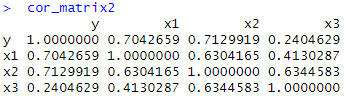 > cor_matrix2
y x1 x2 x3
y 1.0000000 0.7042659 0.7129919 0.2404629
x1 0.7042659 1.0000000 0.6304165 0.4130287
x2 0.7129919 0.6304165 1.0000000 0.6344583
x3 0.2404629 0.4130287 0.6344583 1.0000000